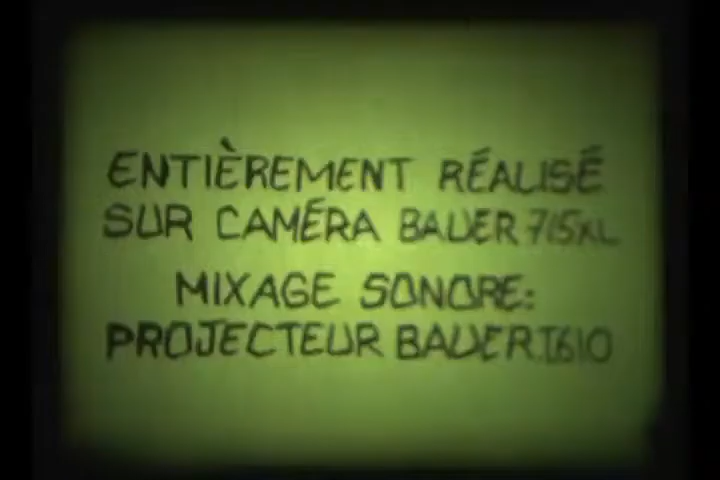 ENTIÈREMENT RÉALISÉ
SUR CAMÉRA BAUER 715XL
MIXAGE SONORE:
PROJECTEUR BAUER T610